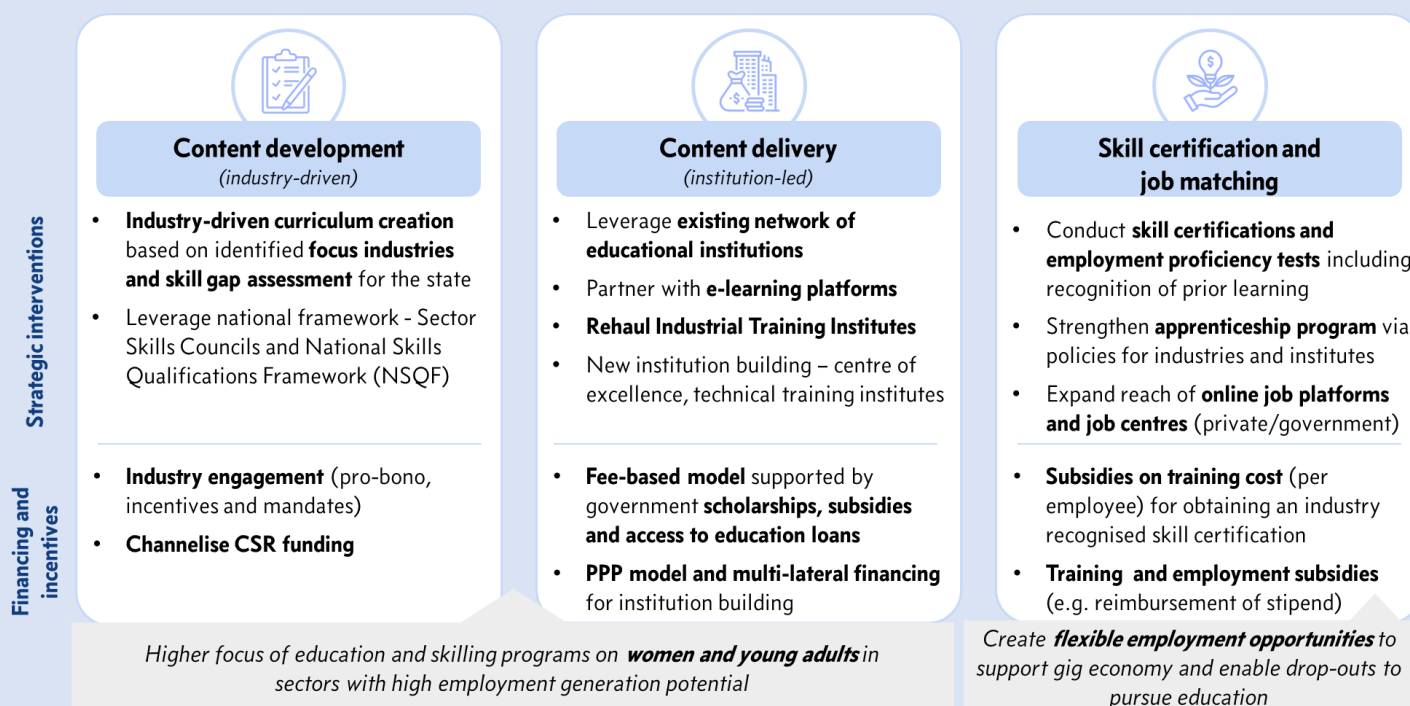 Content development
(industry-driven)
Strategic interventions
• Industry-driven curriculum creation
based on identified focus industries
and skill gap assessment for the state
• Leverage national framework - Sector
Skills Councils and National Skills
Qualifications Framework (NSQF)
Financing and
incentives
• Industry engagement (pro-bono,
incentives and mandates)
• Channelise CSR funding
Content delivery
(institution-led)
• Leverage existing network of
educational institutions
• Partner with e-learning platforms
• Rehaul Industrial Training Institutes
• New institution building – centre of
excellence, technical training institutes
• Fee-based model supported by
government scholarships, subsidies
and access to education loans
• PPP model and multi-lateral financing
for institution building
Skill certification and
job matching
• Conduct skill certifications and
employment proficiency tests including
recognition of prior learning
• Strengthen apprenticeship program via
policies for industries and institutes
• Expand reach of online job platforms
and job centres (private/government)
• Subsidies on training cost (per
employee) for obtaining an industry
recognised skill certification
• Training and employment subsidies
(e.g. reimbursement of stipend)
Higher focus of education and skilling programs on women and young adults in
sectors with high employment generation potential
Create flexible employment opportunities to
support gig economy and enable drop-outs to
pursue education